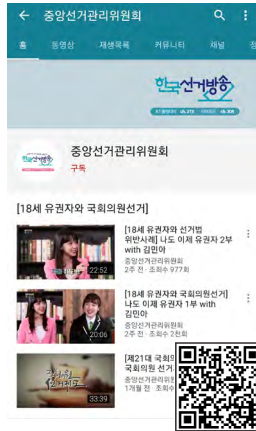 중앙선거관리위원회
홈 동영상 재생목록 커뮤니티 채널 정
한국선거방송
중앙선거관리위원회
구독
[18세 유권자와 국회의원선거]
[18세 유권자와 선거법
위반사례] 나도 이제 유권자 2부
with 김민아
중앙선거관리위원회
2주 전 · 조회수 977회
22:52
[18세 유권자와 국회의원선거]
나도 이제 유권자 1부 with
김민아
중앙선거관리위원회
2주 전 · 조회수 2천회
20:06
[제21대 국회의
국회의원 선거
중앙선거관리위원
1개월 전 · 조회수
33:39